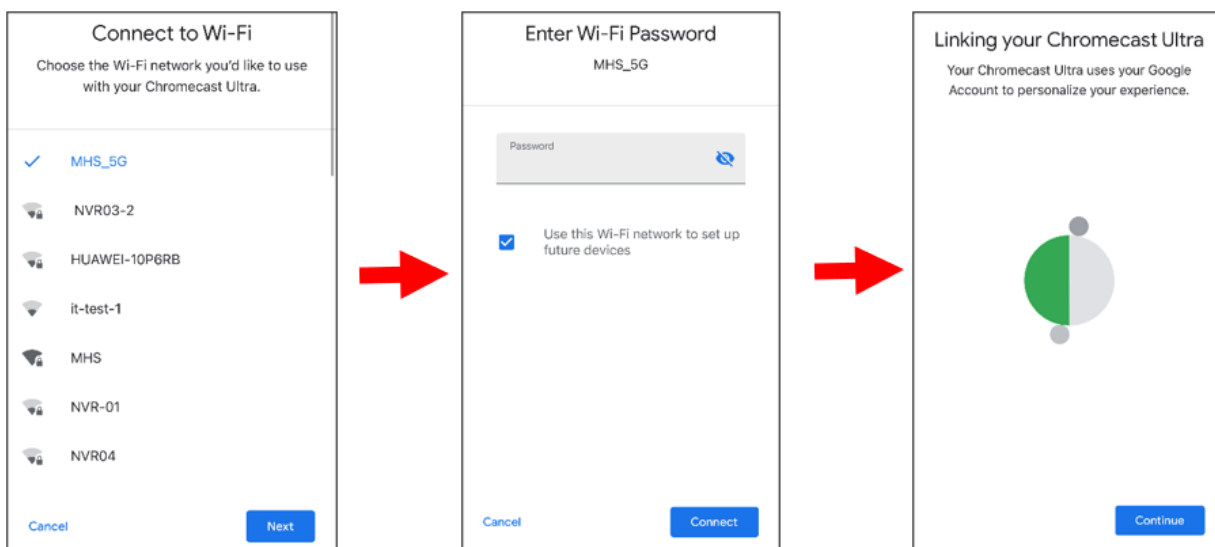 Connect to Wi-Fi
Choose the Wi-Fi network you'd like to use
with your Chromecast Ultra.
MHS_5G
NVR03-2
HUAWEI-10P6RB
it-test-1
MHS
NVR-01
NVR04
Cancel
Next
Enter Wi-Fi Password
MHS_5G
Password
Use this Wi-Fi network to set up
future devices
Cancel
Connect
Linking your Chromecast Ultra
Your Chromecast Ultra uses your Google
Account to personalize your experience.
Continue